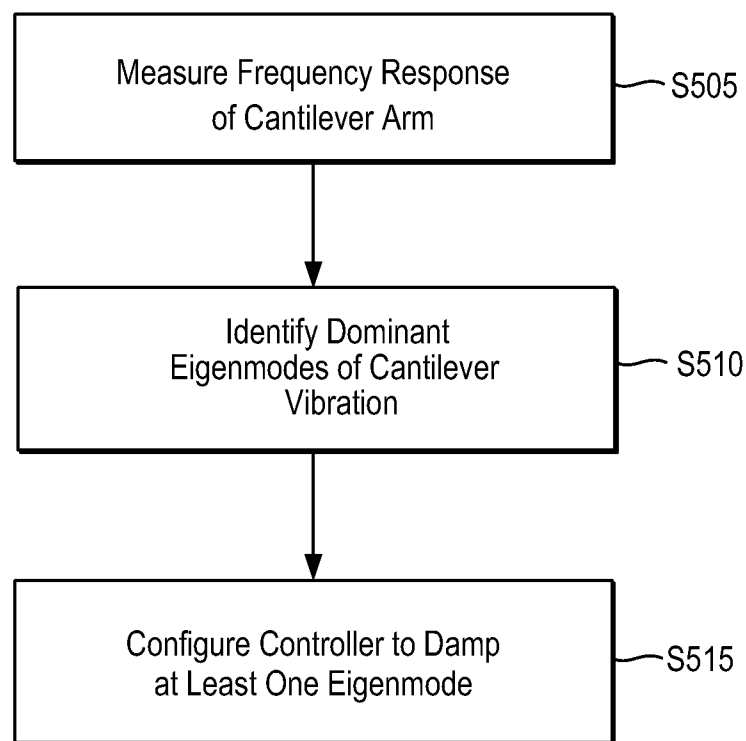 Measure Frequency Response
of Cantilever Arm
S505
Identify Dominant
Eigenmodes of Cantilever
Vibration
S510
Configure Controller to Damp
at Least One Eigenmode
S515